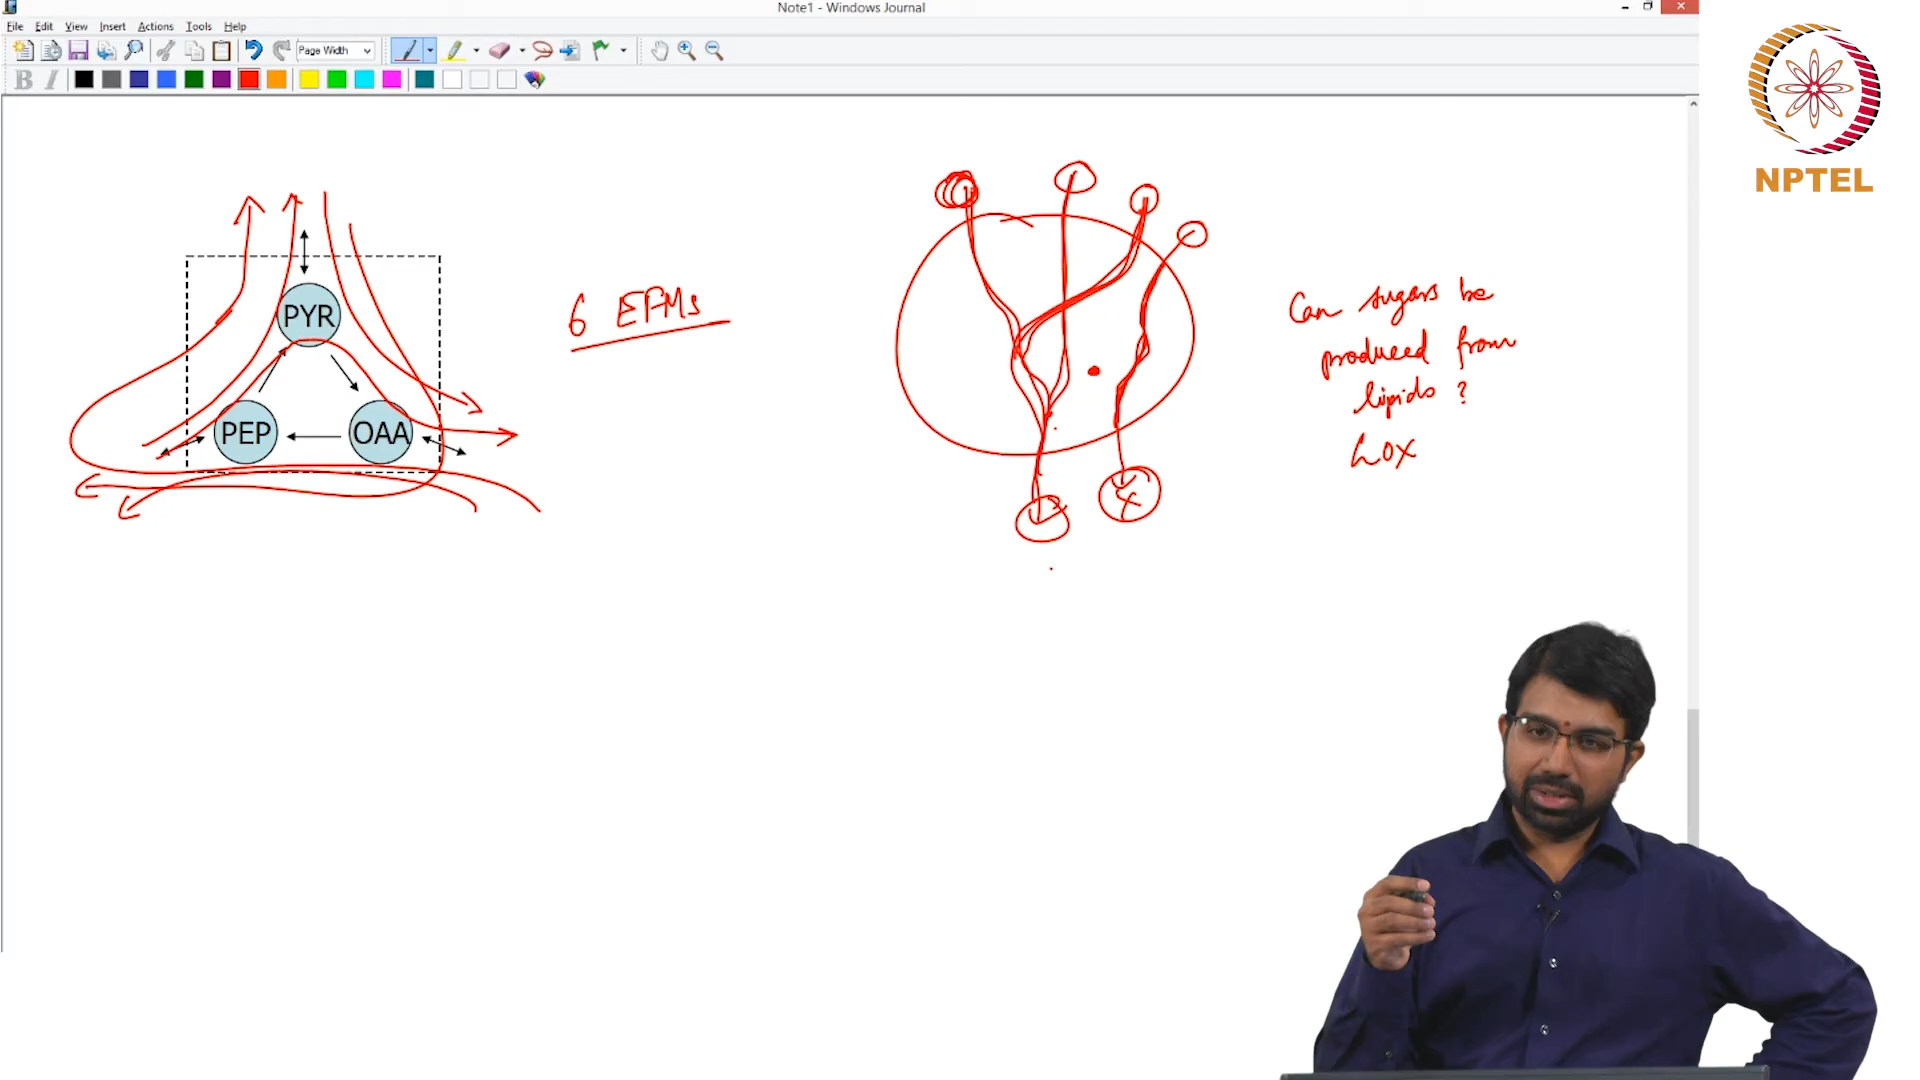 Note1 - Windows Journal
File Edit View Insert Actions Tools Help
Page Width
B I
NPTEL
PYR
PEP
OAA
6 EFMs
X
Can sugars be
produced from
lipids ?